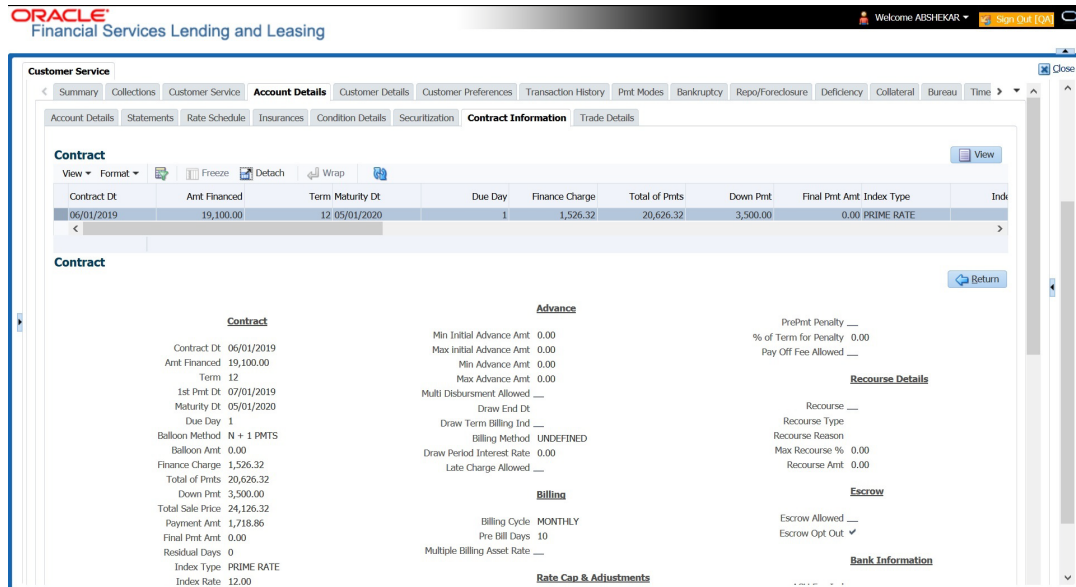 ORACLE
Financial Services Lending and Leasing
Welcome ABSHEKAR
Sign Out [QA]
Customer Service
Close
Summary Collections Customer Service Account Details Customer Details Customer Preferences Transaction History Pmt Modes Bankruptcy Repo/Foreclosure Deficiency Collateral Bureau Time
Account Details Statements Rate Schedule Insurances Condition Details Securitization Contract Information Trade Details
Contract
View
View Format Freeze Detach Wrap
Contract Dt Amt Financed Term Maturity Dt Due Day Finance Charge Total of Pmts Down Pmt Final Pmt Amt Index Type Inde
06/01/2019 19,100.00 12 05/01/2020 1 1,526.32 20,626.32 3,500.00 0.00 PRIME RATE
Contract
Return
Contract
Contract Dt 06/01/2019
Amt Financed 19,100.00
Term 12
1st Pmt Dt 07/01/2019
Maturity Dt 05/01/2020
Due Day 1
Balloon Method N + 1 PMTS
Balloon Amt 0.00
Finance Charge 1,526.32
Total of Pmts 20,626.32
Down Pmt 3,500.00
Total Sale Price 24,126.32
Payment Amt 1,718.86
Final Pmt Amt 0.00
Residual Days 0
Index Type PRIME RATE
Index Rate 12.00
Advance
Min Initial Advance Amt 0.00
Max initial Advance Amt 0.00
Min Advance Amt 0.00
Max Advance Amt 0.00
Multi Disbursment Allowed
Draw End Dt
Draw Term Billing Ind
Billing Method UNDEFINED
Draw Period Interest Rate 0.00
Late Charge Allowed
Billing
Billing Cycle MONTHLY
Pre Bill Days 10
Multiple Billing Asset Rate
Rate Cap & Adjustments
PrePmt Penalty
% of Term for Penalty 0.00
Pay Off Fee Allowed
Recourse Details
Recourse
Recourse Type
Recourse Reason
Max Recourse % 0.00
Recourse Amt 0.00
Escrow
Escrow Allowed
Escrow Opt Out
Bank Information